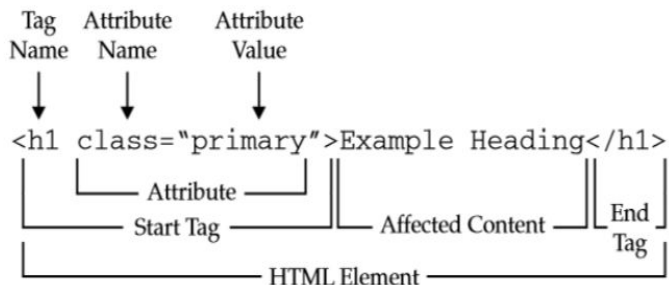 Tag Attribute Attribute
Name Name Value
<h1 class="primary">Example Heading</h1>
Attribute
Start Tag Affected Content End
Tag
HTML Element